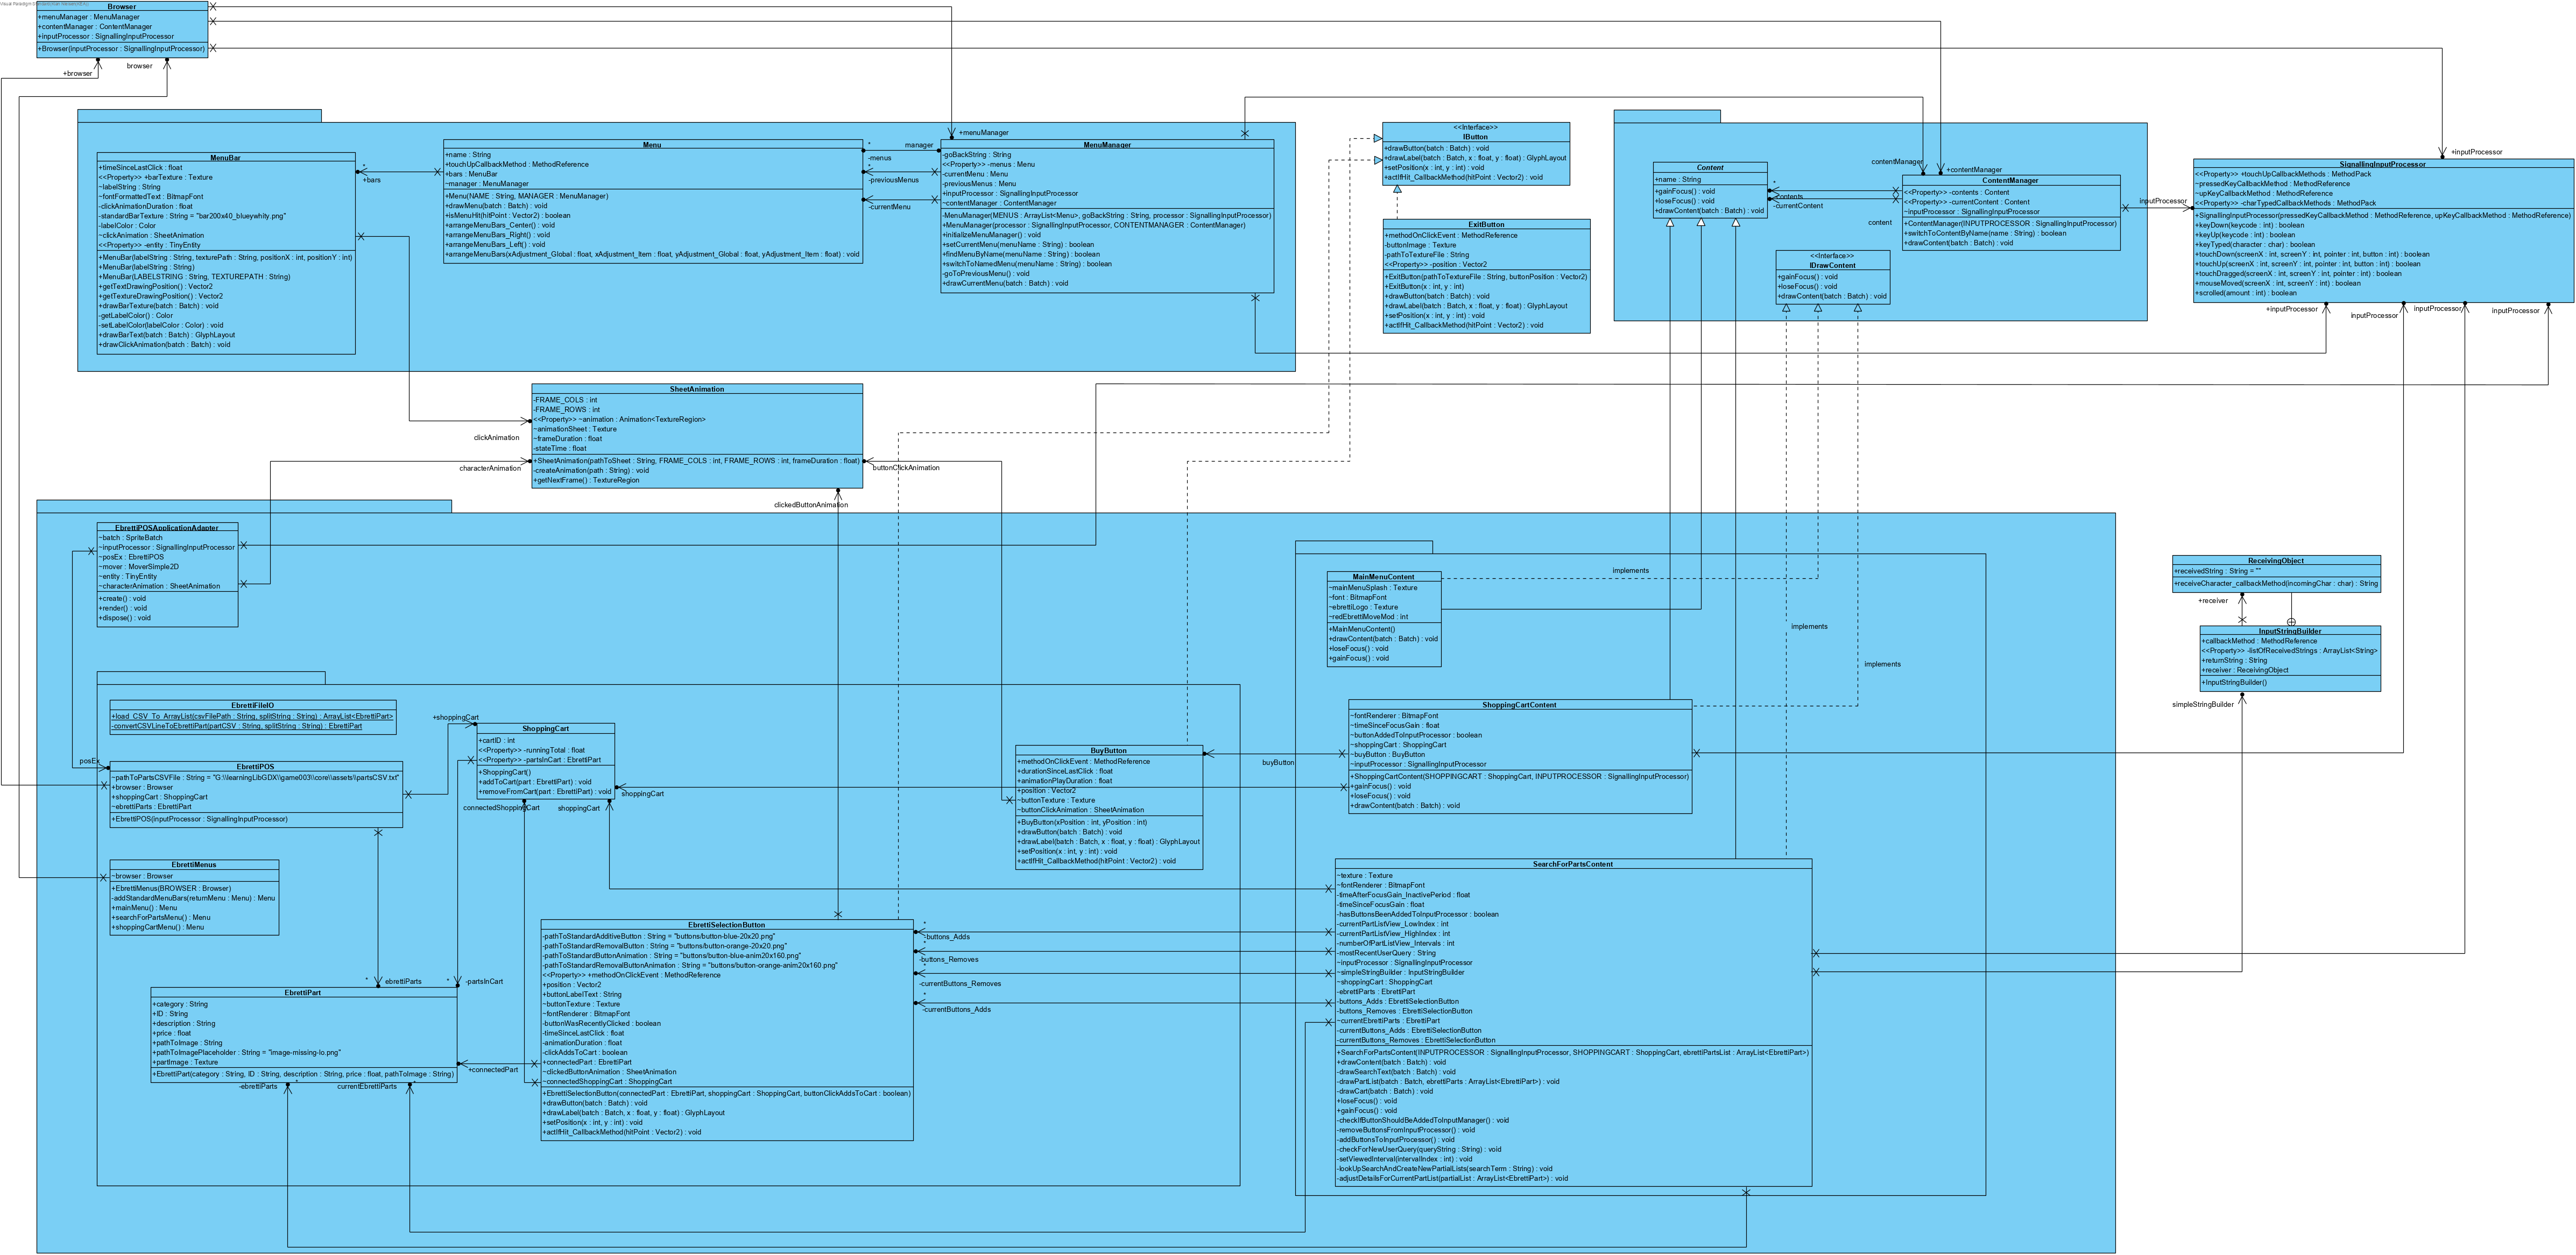 Browser
+menuManager : MenuManager
+contentManager : ContentManager
+inputProcessor : SignallingInputProcessor
+Browser(inputProcessor : SignallingInputProcessor)
+browser
browser
MenuBar
+timeSinceLastClick : float
<<Property>> +barTexture : Texture
~labelString : String
~fontFormattedText : BitmapFont
-clickAnimationDuration : float
-standardBarTexture : String = "bar200x40_blueywhity.png"
-labelColor : Color
~clickAnimation : SheetAnimation
<<Property>> -entity : TinyEntity
+MenuBar(labelString : String, texturePath : String, positionX : int, positionY : int)
+MenuBar(labelString : String)
+MenuBar(LABELSTRING : String, TEXTUREPATH : String)
+getTextDrawingPosition() : Vector2
+getTextureDrawingPosition() : Vector2
+drawBarTexture(batch : Batch) : void
-getLabelColor() : Color
-setLabelColor(labelColor : Color) : void
+drawBarText(batch : Batch) : GlyphLayout
+drawClickAnimation(batch : Batch) : void
*
+bars
Menu
+name : String
+touchUpCallbackMethod : MethodReference
+bars : MenuBar
~manager : MenuManager
+Menu(NAME : String, MANAGER : MenuManager)
+drawMenu(batch : Batch) : void
+isMenuHit(hitPoint : Vector2) : boolean
+arrangeMenuBars_Center() : void
+arrangeMenuBars_Right() : void
+arrangeMenuBars_Left() : void
+arrangeMenuBars(xAdjustment_Global : float, xAdjustment_Item : float, yAdjustment_Global : float, yAdjustment_Item : float) : void
*
manager
-menus
*
-previousMenus
-currentMenu
+menuManager
MenuManager
-goBackString : String
<<Property>> -menus : Menu
-currentMenu : Menu
-previousMenus : Menu
+inputProcessor : SignallingInputProcessor
~contentManager : ContentManager
-MenuManager(MENUS : ArrayList<Menu>, goBackString : String, processor : SignallingInputProcessor)
+MenuManager(processor : SignallingInputProcessor, CONTENTMANAGER : ContentManager)
+initializeMenuManager() : void
+setCurrentMenu(menuName : String) : boolean
+findMenuByName(menuName : String) : boolean
+switchToNamedMenu(menuName : String) : boolean
-goToPreviousMenu() : void
+drawCurrentMenu(batch : Batch) : void
<<Interface>>
IButton
+drawButton(batch : Batch) : void
+drawLabel(batch : Batch, x : float, y : float) : GlyphLayout
+setPosition(x : int, y : int) : void
+actIfHit_CallbackMethod(hitPoint : Vector2) : void
ExitButton
+methodOnClickEvent : MethodReference
-buttonImage : Texture
-pathToTextureFile : String
<<Property>> -position : Vector2
+ExitButton(pathToTextureFile : String, buttonPosition : Vector2)
+ExitButton(x : int, y : int)
+drawButton(batch : Batch) : void
+drawLabel(batch : Batch, x : float, y : float) : GlyphLayout
+setPosition(x : int, y : int) : void
+actIfHit_CallbackMethod(hitPoint : Vector2) : void
Content
+name : String
+gainFocus() : void
+loseFocus() : void
+drawContent(batch : Batch) : void
*
-contents
-currentContent
content
contentManager
+contentManager
ContentManager
<<Property>> -contents : Content
<<Property>> -currentContent : Content
~inputProcessor : SignallingInputProcessor
+ContentManager(INPUTPROCESSOR : SignallingInputProcessor)
+switchToContentByName(name : String) : boolean
+drawContent(batch : Batch) : void
<<Interface>>
IDrawContent
+gainFocus() : void
+loseFocus() : void
+drawContent(batch : Batch) : void
inputProcessor
+inputProcessor
SignallingInputProcessor
<<Property>> +touchUpCallbackMethods : MethodPack
~pressedKeyCallbackMethod : MethodReference
~upKeyCallbackMethod : MethodReference
<<Property>> -charTypedCallbackMethods : MethodPack
+SignallingInputProcessor(pressedKeyCallbackMethod : MethodReference, upKeyCallbackMethod : MethodReference)
+keyDown(keycode : int) : boolean
+keyUp(keycode : int) : boolean
+keyTyped(character : char) : boolean
+touchDown(screenX : int, screenY : int, pointer : int, button : int) : boolean
+touchUp(screenX : int, screenY : int, pointer : int, button : int) : boolean
+touchDragged(screenX : int, screenY : int, pointer : int) : boolean
+mouseMoved(screenX : int, screenY : int) : boolean
+scrolled(amount : int) : boolean
+inputProcessor
inputProcessor
inputProcessor
inputProcessor
SheetAnimation
-FRAME_COLS : int
-FRAME_ROWS : int
<<Property>> ~animation : Animation<TextureRegion>
~animationSheet : Texture
~frameDuration : float
-stateTime : float
+SheetAnimation(pathToSheet : String, FRAME_COLS : int, FRAME_ROWS : int, frameDuration : float)
-createAnimation(path : String) : void
+getNextFrame() : TextureRegion
clickAnimation
characterAnimation
buttonClickAnimation
clickedButtonAnimation
EbrettiPOSApplicationAdapter
~batch : SpriteBatch
~inputProcessor : SignallingInputProcessor
~posEx : EbrettiPOS
~mover : MoverSimple2D
~entity : TinyEntity
~characterAnimation : SheetAnimation
+create() : void
+render() : void
+dispose() : void
MainMenuContent
~mainMenuSplash : Texture
~font : BitmapFont
~ebrettiLogo : Texture
~redEbrettiMoveMod : int
+MainMenuContent()
+drawContent(batch : Batch) : void
+loseFocus() : void
+gainFocus() : void
implements
implements
implements
ReceivingObject
+receivedString : String = ""
+receiveCharacter_callbackMethod(incomingChar : char) : String
+receiver
InputStringBuilder
+callbackMethod : MethodReference
<<Property>> -listOfReceivedStrings : ArrayList<String>
+returnString : String
+receiver : ReceivingObject
+InputStringBuilder()
simpleStringBuilder
EbrettiFileIO
+load_CSV_To_ArrayList(csvFilePath : String, splitString : String) : ArrayList<EbrettiPart>
-convertCSVLineToEbrettiPart(partCSV : String, splitString : String) : EbrettiPart
posEx
EbrettiPOS
~pathToPartsCSVFile : String = "G:\\learningLibGDX\\game003\\core\\assets\\partsCSV.txt"
+browser : Browser
+shoppingCart : ShoppingCart
~ebrettiParts : EbrettiPart
+EbrettiPOS(inputProcessor : SignallingInputProcessor)
+shoppingCart
ShoppingCart
+cartID : int
<<Property>> -runningTotal : float
<<Property>> -partsInCart : EbrettiPart
+ShoppingCart()
+addToCart(part : EbrettiPart) : void
+removeFromCart(part : EbrettiPart) : void
connectedShoppingCart
shoppingCart
shoppingCart
EbrettiMenus
~browser : Browser
+EbrettiMenus(BROWSER : Browser)
-addStandardMenuBars(returnMenu : Menu) : Menu
+mainMenu() : Menu
+searchForPartsMenu() : Menu
+shoppingCartMenu() : Menu
BuyButton
+methodOnClickEvent : MethodReference
+durationSinceLastClick : float
+animationPlayDuration : float
+position : Vector2
~buttonTexture : Texture
~buttonClickAnimation : SheetAnimation
+BuyButton(xPosition : int, yPosition : int)
+drawButton(batch : Batch) : void
+drawLabel(batch : Batch, x : float, y : float) : GlyphLayout
+setPosition(x : int, y : int) : void
+actIfHit_CallbackMethod(hitPoint : Vector2) : void
buyButton
ShoppingCartContent
~fontRenderer : BitmapFont
~timeSinceFocusGain : float
~buttonAddedToInputProcessor : boolean
~shoppingCart : ShoppingCart
~buyButton : BuyButton
~inputProcessor : SignallingInputProcessor
+ShoppingCartContent(SHOPPINGCART : ShoppingCart, INPUTPROCESSOR : SignallingInputProcessor)
+gainFocus() : void
+loseFocus() : void
+drawContent(batch : Batch) : void
*
ebrettiParts
*
-partsInCart
EbrettiPart
+category : String
+ID : String
+description : String
+price : float
+pathToImage : String
+pathToImagePlaceholder : String = "image-missing-lo.png"
+partImage : Texture
+EbrettiPart(category : String, ID : String, description : String, price : float, pathToImage : String)
-ebrettiParts
*
currentEbrettiParts
*
+connectedPart
EbrettiSelectionButton
-pathToStandardAdditiveButton : String = "buttons/button-blue-20x20.png"
-pathToStandardRemovalButton : String = "buttons/button-orange-20x20.png"
-pathToStandardButtonAnimation : String = "buttons/button-blue-anim20x160.png"
-pathToStandardRemovalButtonAnimation : String = "buttons/button-orange-anim20x160.png"
<<Property>> +methodOnClickEvent : MethodReference
+position : Vector2
+buttonLabelText : String
~buttonTexture : Texture
~fontRenderer : BitmapFont
-buttonWasRecentlyClicked : boolean
-timeSinceLastClick : float
-animationDuration : float
-clickAddsToCart : boolean
+connectedPart : EbrettiPart
~clickedButtonAnimation : SheetAnimation
~connectedShoppingCart : ShoppingCart
+EbrettiSelectionButton(connectedPart : EbrettiPart, shoppingCart : ShoppingCart, buttonClickAddsToCart : boolean)
+drawButton(batch : Batch) : void
+drawLabel(batch : Batch, x : float, y : float) : GlyphLayout
+setPosition(x : int, y : int) : void
+actIfHit_CallbackMethod(hitPoint : Vector2) : void
*
-buttons_Adds
*
-buttons_Removes
*
-currentButtons_Removes
*
-currentButtons_Adds
SearchForPartsContent
~texture : Texture
~fontRenderer : BitmapFont
-timeAfterFocusGain_InactivePeriod : float
-timeSinceFocusGain : float
-hasButtonsBeenAddedToInputProcessor : boolean
-currentPartListView_LowIndex : int
-currentPartListView_HighIndex : int
-numberOfPartListView_Intervals : int
-mostRecentUserQuery : String
~inputProcessor : SignallingInputProcessor
~simpleStringBuilder : InputStringBuilder
~shoppingCart : ShoppingCart
-ebrettiParts : EbrettiPart
-buttons_Adds : EbrettiSelectionButton
-buttons_Removes : EbrettiSelectionButton
~currentEbrettiParts : EbrettiPart
-currentButtons_Adds : EbrettiSelectionButton
-currentButtons_Removes : EbrettiSelectionButton
+SearchForPartsContent(INPUTPROCESSOR : SignallingInputProcessor, SHOPPINGCART : ShoppingCart, ebrettiPartsList : ArrayList<EbrettiPart>)
+drawContent(batch : Batch) : void
-drawSearchText(batch : Batch) : void
-drawPartList(batch : Batch, ebrettiParts : ArrayList<EbrettiPart>) : void
-drawCart(batch : Batch) : void
+loseFocus() : void
+gainFocus() : void
-checkIfButtonShouldBeAddedToInputManager() : void
-removeButtonsFromInputProcessor() : void
-addButtonsToInputProcessor() : void
-checkForNewUserQuery(queryString : String) : void
-setViewedInterval(intervalIndex : int) : void
-lookUpSearchAndCreateNewPartialLists(searchTerm : String) : void
-adjustDetailsForCurrentPartList(partialList : ArrayList<EbrettiPart>) : void